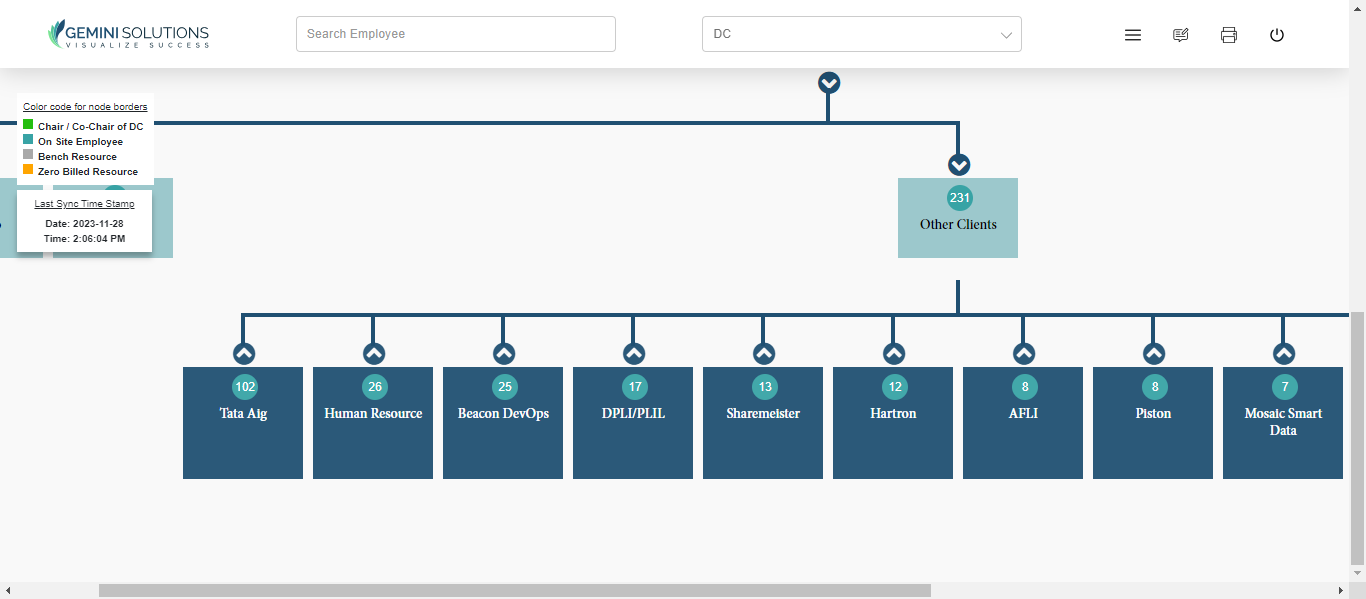 GEMINI SOLUTIONS
VISUALIZE SUCCESS
Search Employee
DC
Color code for node borders
Chair / Co-Chair of DC
On Site Employee
Bench Resource
Zero Billed Resource
Last Sync Time Stamp
Date: 2023-11-28
Time: 2:06:04 PM
231
Other Clients
102
Tata Aig
26
Human Resource
25
Beacon DevOps
17
DPLI/PLIL
13
Sharemeister
12
Hartron
8
AFLI
8
Piston
7
Mosaic Smart
Data